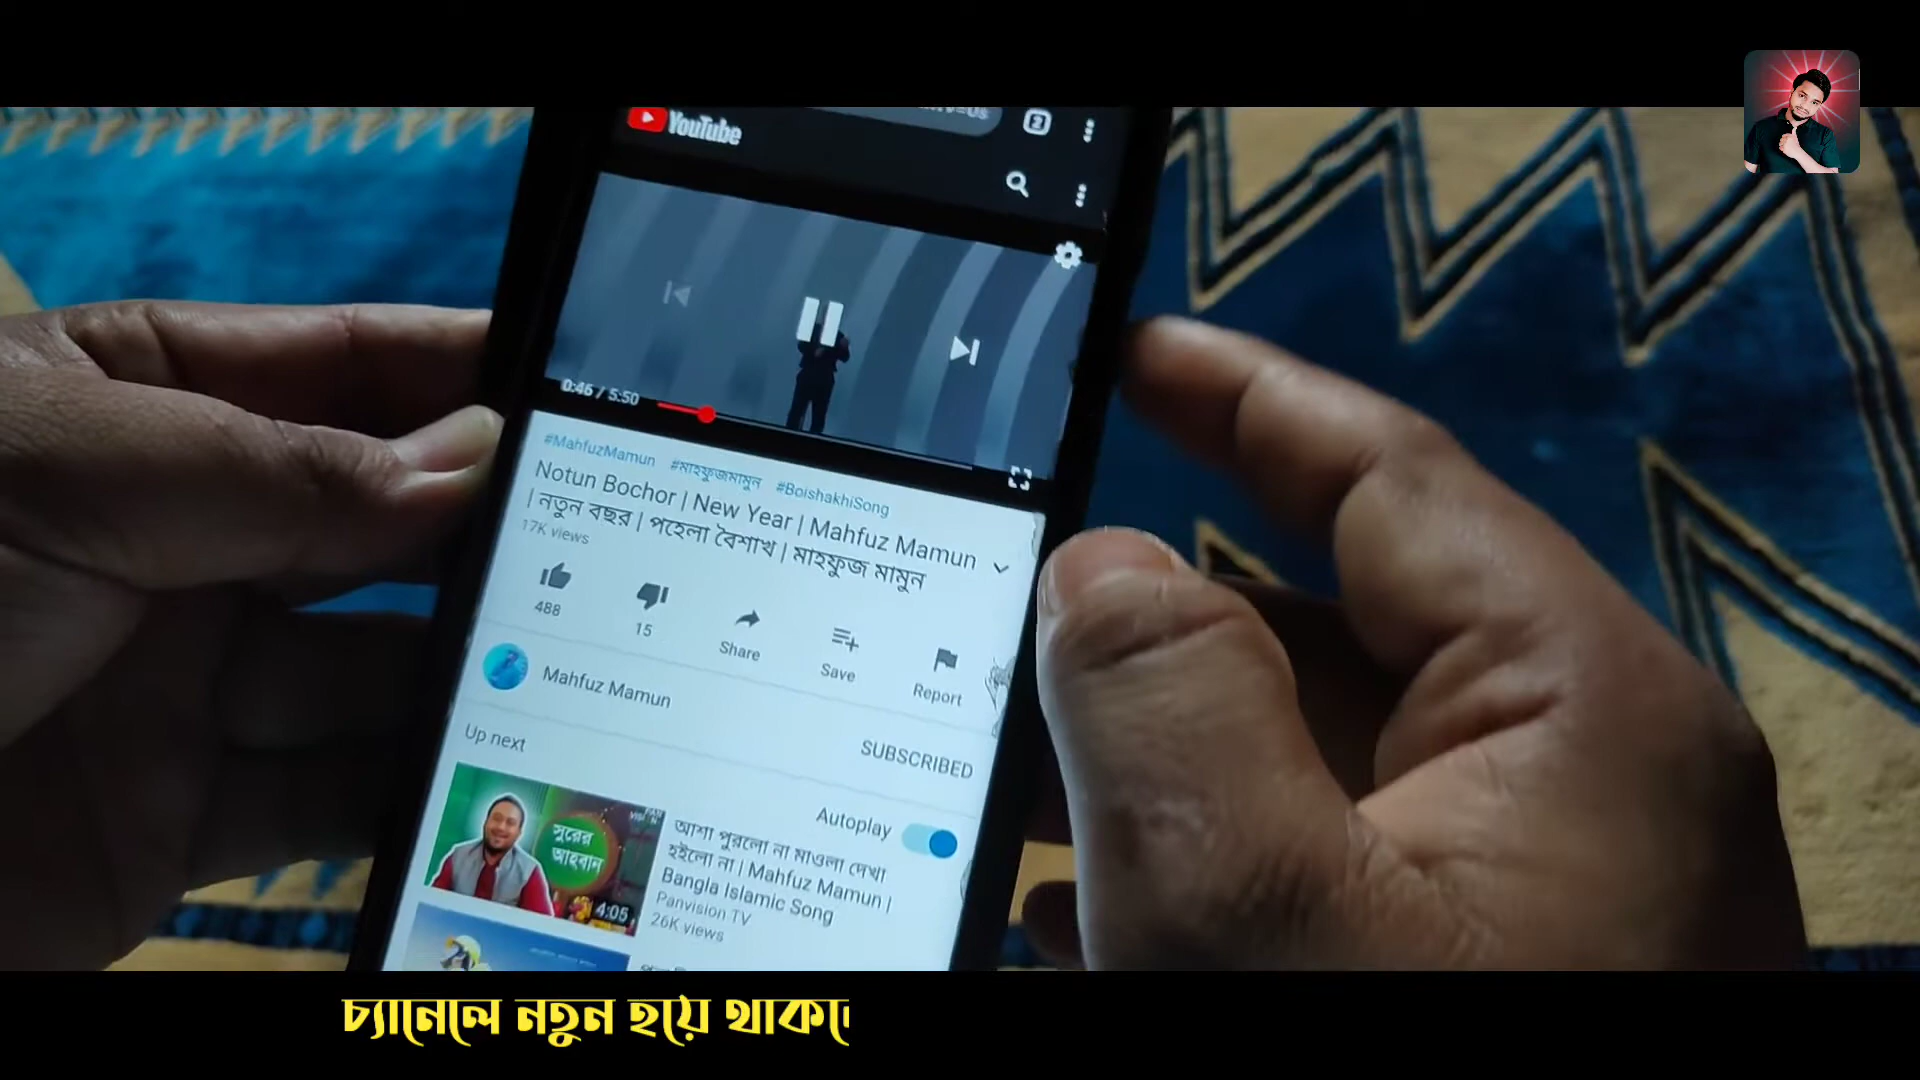 2
YouTube
0:46 / 5:50
#MahfuzMamun #মাহফুজমামুন #BoishakhiSong
Notun Bochor | New Year | Mahfuz Mamun
| নতুন বছর | পহেলা বৈশাখ | মাহফুজ মামুন
17K views
488
15
Share
Save
Report
Mahfuz Mamun
SUBSCRIBED
Up next
Autoplay
সুরের
আহবান
4:05
আশা পুরলো না মাওলা দেখা
হইলো না | Mahfuz Mamun |
Bangla Islamic Song
Panvision TV
26K views
চ্যানেলে নতুন হয়ে